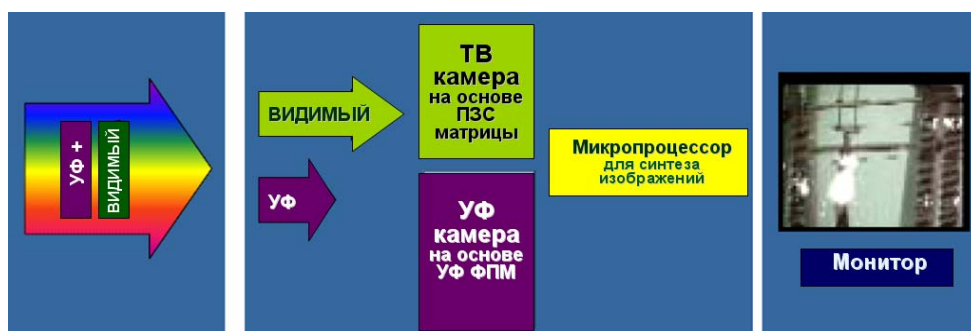 УФ +
ВИДИМЫЙ
ВИДИМЫЙ
УФ
ТВ
камера
на основе
ПЗС
матрицы
УФ
камера
на основе
УФ ФПМ
Микропроцессор
для синтеза
изображений
Монитор